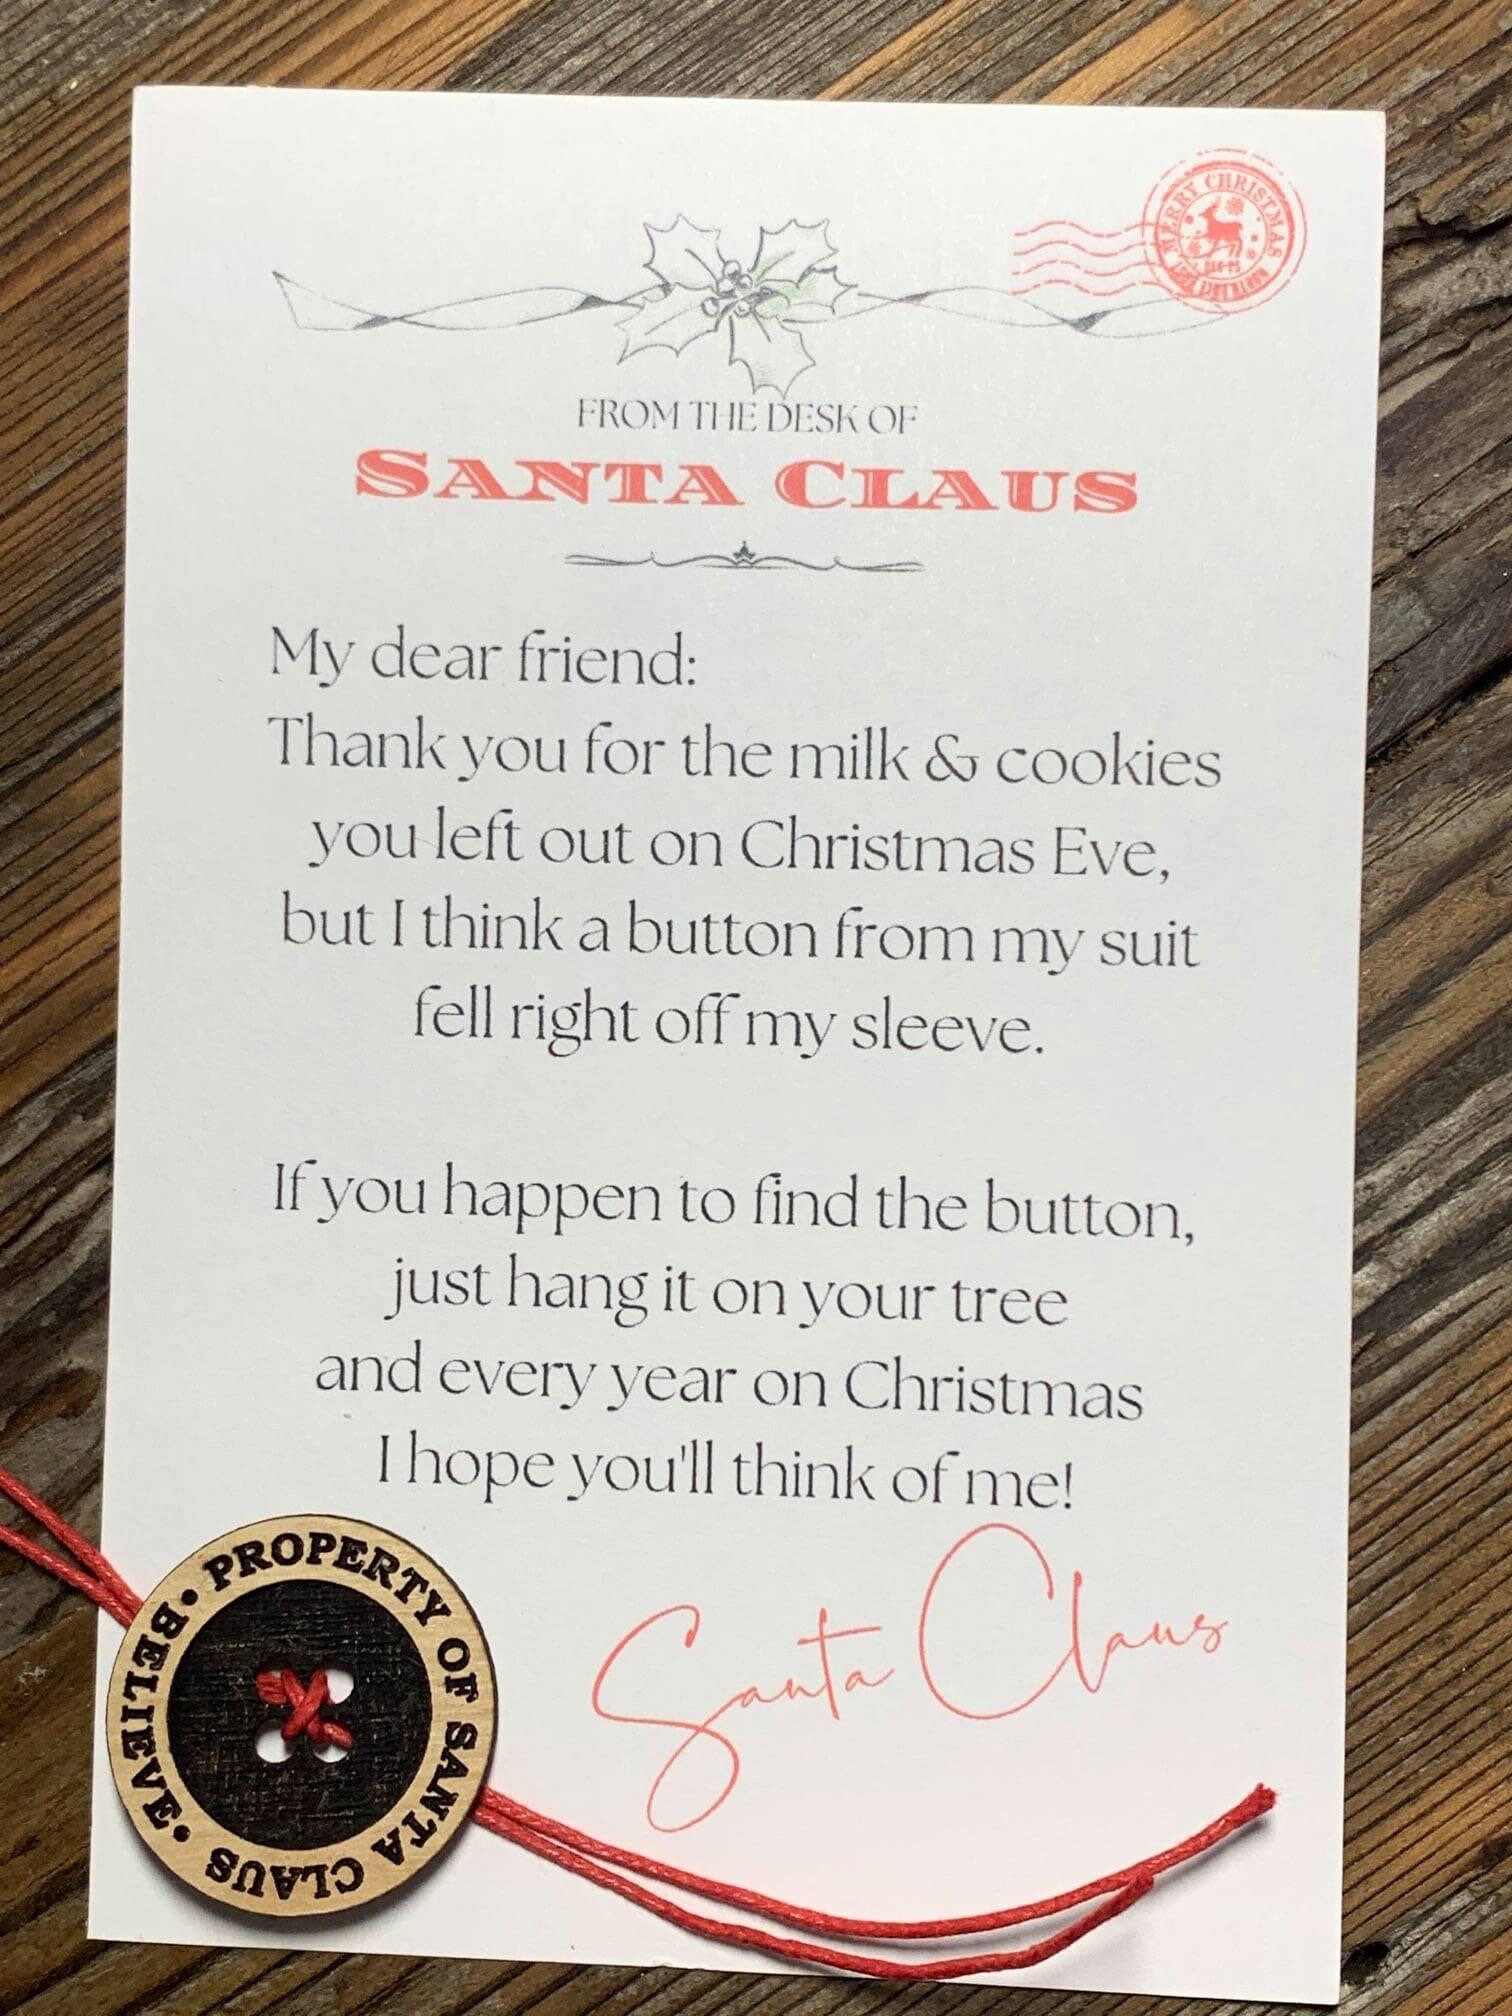 MERRY CHRISTMAS
FROM THE DESK OF
SANTA CLAUS
My dear friend:
Thank you for the milk & cookies
you left out on Christmas Eve,
but I think a button from my suit
fell right off my sleeve.
If you happen to find the button,
just hang it on your tree
and every year on Christmas
I hope you'll think of me!
Santa Claus
PROPERTY OF SANTA CLAUS • BELIEVE •